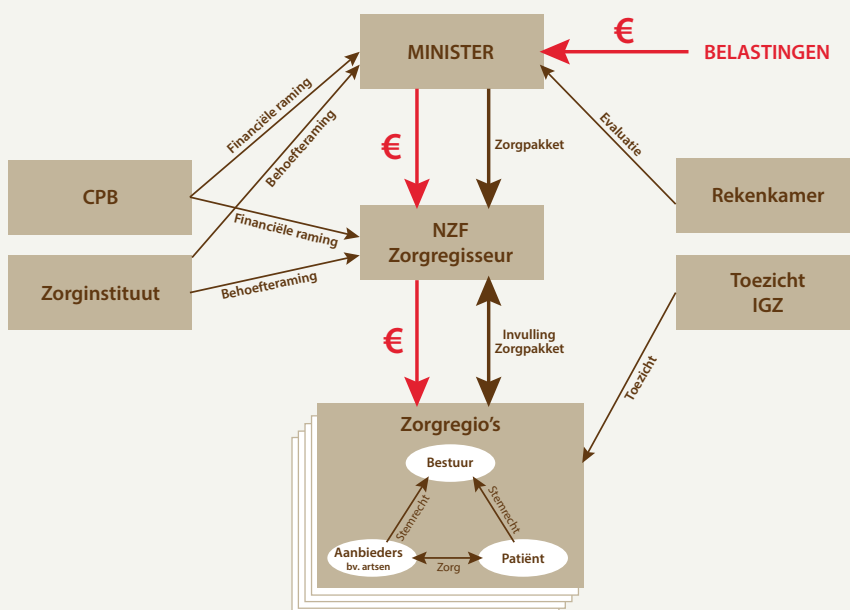 €
MINISTER
BELASTINGEN
Financiële raming
Behoefteraming
Evaluatie
€
Zorgpakket
CPB
Rekenkamer
Financiële raming
NZF
Zorgregisseur
Zorginstituut
Behoefteraming
Toezicht
IGZ
€
Invulling
Zorgpakket
Toezicht
Zorgregio's
Bestuur
Stemrecht
Stemrecht
Aanbieders
bv. artsen
Zorg
Patiënt